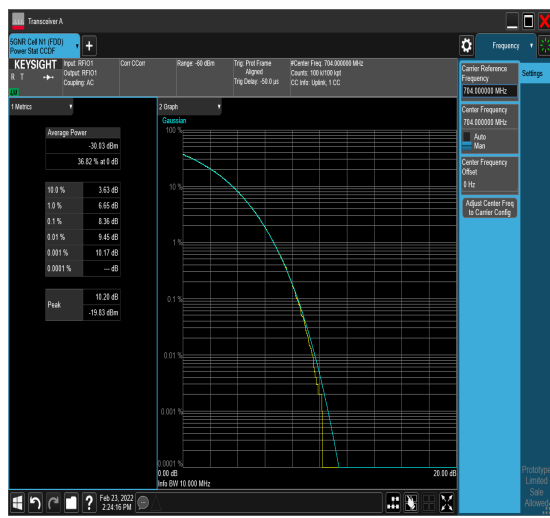 Transceiver A
5GNR Cell N1 (FDD)
Power Stat CCDF
Frequency
KEYSIGHT
R T
Input: RFIO1
Output: RFIO1
Coupling: AC
Corr CCorr
Range: -60 dBm
Trig: Prot Frame
Aligned
Trig Delay: -50.0 µs
#Center Freq: 704.000000 MHz
Counts: 100 k/100 kpt
CC Info: Uplink, 1 CC
Carrier Reference
Frequency
704.000000 MHz
Settings
Center Frequency
704.000000 MHz
Auto
Man
Center Frequency
Offset
0 Hz
Adjust Center Freq
to Carrier Config
1 Metrics
Average Power
-30.03 dBm
36.82 % at 0 dB
10.0 % 3.63 dB
1.0 % 6.65 dB
0.1 % 8.36 dB
0.01 % 9.45 dB
0.001 % 10.17 dB
0.0001 % --- dB
Peak
10.20 dB
-19.83 dBm
2 Graph
Gaussian
100 %
10 %
1 %
0.1 %
0.01 %
0.001 %
0.0001 %
0.00 dB
20.00 dB
Info BW 10.000 MHz
Feb 23, 2022
2:24:16 PM
Prototype
Limited
Sale
Allowed